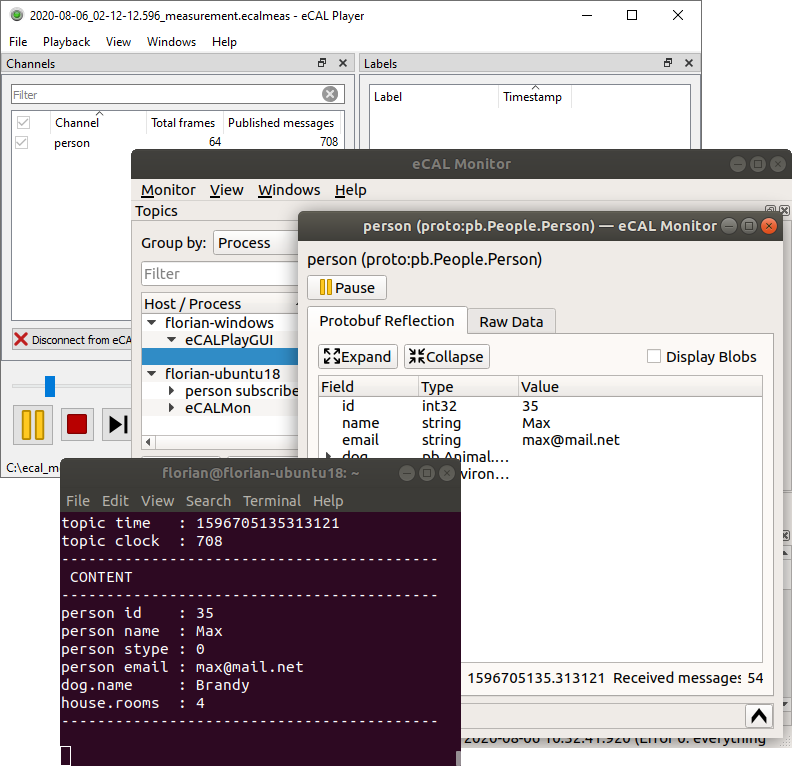 2020-08-06_02-12-12.596_measurement.ecalmeas - eCAL Player
File Playback View Windows Help
Channels
Labels
Filter
Channel Total frames Published messages
person 64 708
Label Timestamp
Disconnect from eCA
C:\ecal_m
eCAL Monitor
Monitor View Windows Help
Topics
Group by: Process
Filter
Host / Process
florian-windows
eCALPlayGUI
florian-ubuntu18
person subscribe
eCALMon
person (proto:pb.People.Person) — eCAL Monitor
person (proto:pb.People.Person)
Pause
Protobuf Reflection Raw Data
Expand Collapse Display Blobs
Field Type Value
id int32 35
name string Max
email string max@mail.net
dog pb.Animal....
viron...
1596705135.313121 Received messages 54
2020-08-06 10:52:41.920 (Error 0: everything
florian@florian-ubuntu18: ~
File Edit View Search Terminal Help
topic time : 1596705135313121
topic clock : 708
------------------------------------------
CONTENT
------------------------------------------
person id : 35
person name : Max
person stype : 0
person email : max@mail.net
dog.name : Brandy
house.rooms : 4
------------------------------------------